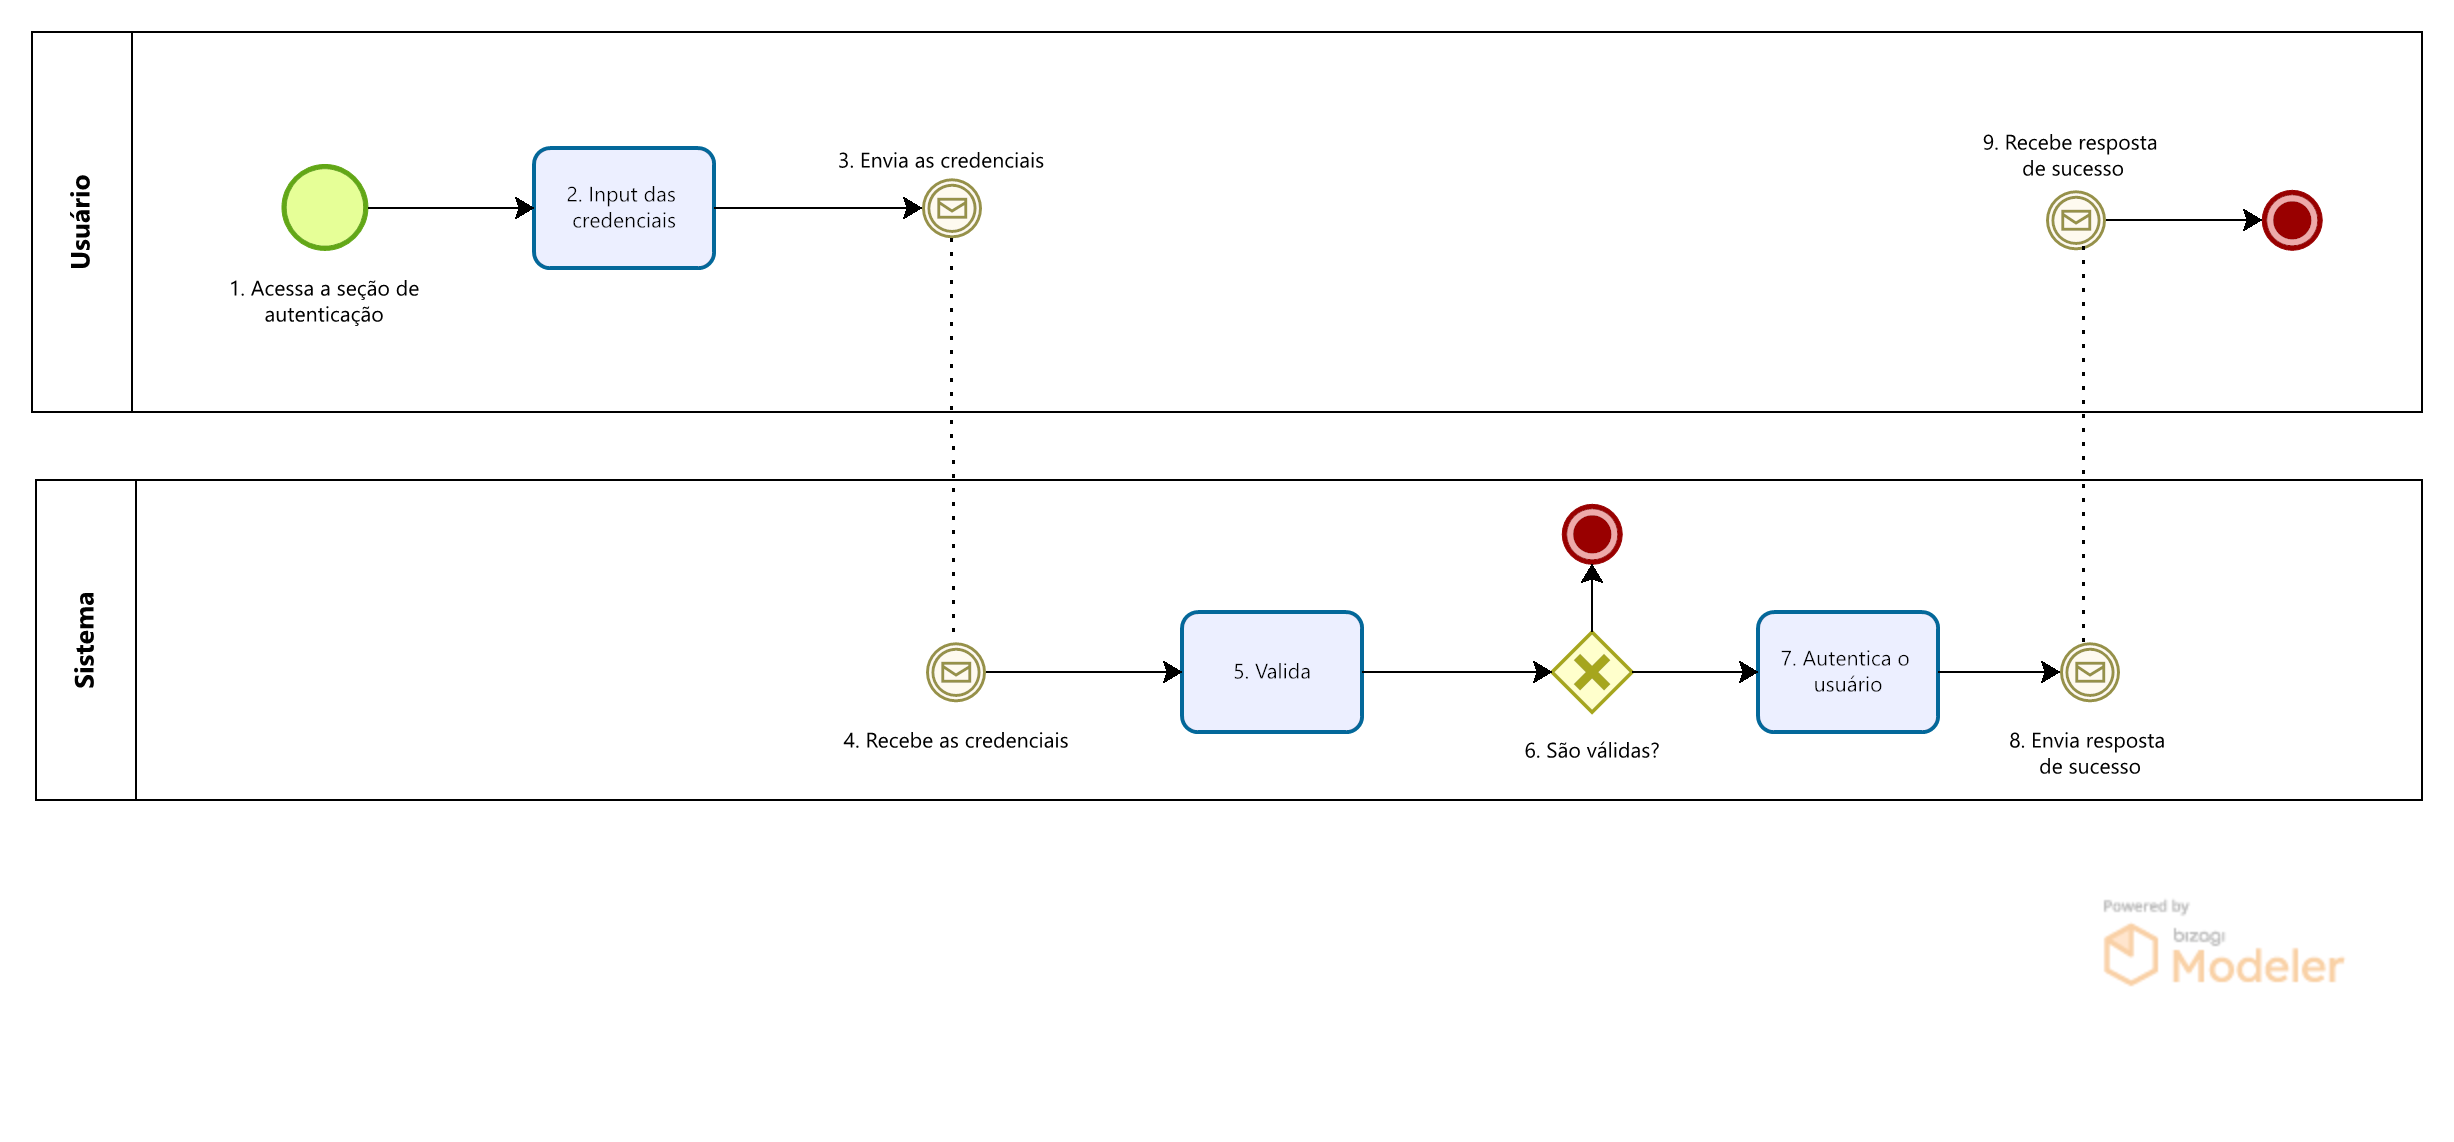 Usuário
1. Acessa a seção de
autenticação
2. Input das
credenciais
3. Envia as credenciais
9. Recebe resposta
de sucesso
Sistema
4. Recebe as credenciais
5. Valida
6. São válidas?
7. Autentica o
usuário
8. Envia resposta
de sucesso
Powered by
bizagi
Modeler